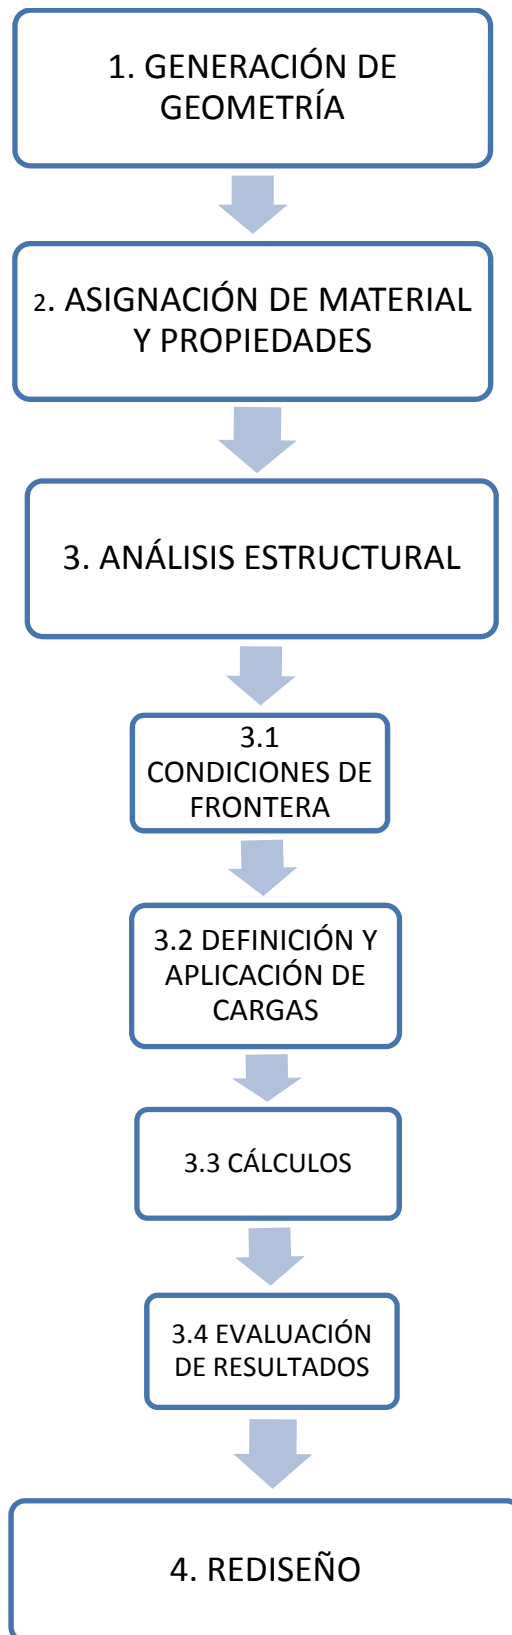 1. GENERACIÓN DE
GEOMETRÍA
2. ASIGNACIÓN DE MATERIAL
Y PROPIEDADES
3. ANÁLISIS ESTRUCTURAL
3.1
CONDICIONES DE
FRONTERA
3.2 DEFINICIÓN Y
APLICACIÓN DE
CARGAS
3.3 CÁLCULOS
3.4 EVALUACIÓN
DE RESULTADOS
4. REDISEÑO